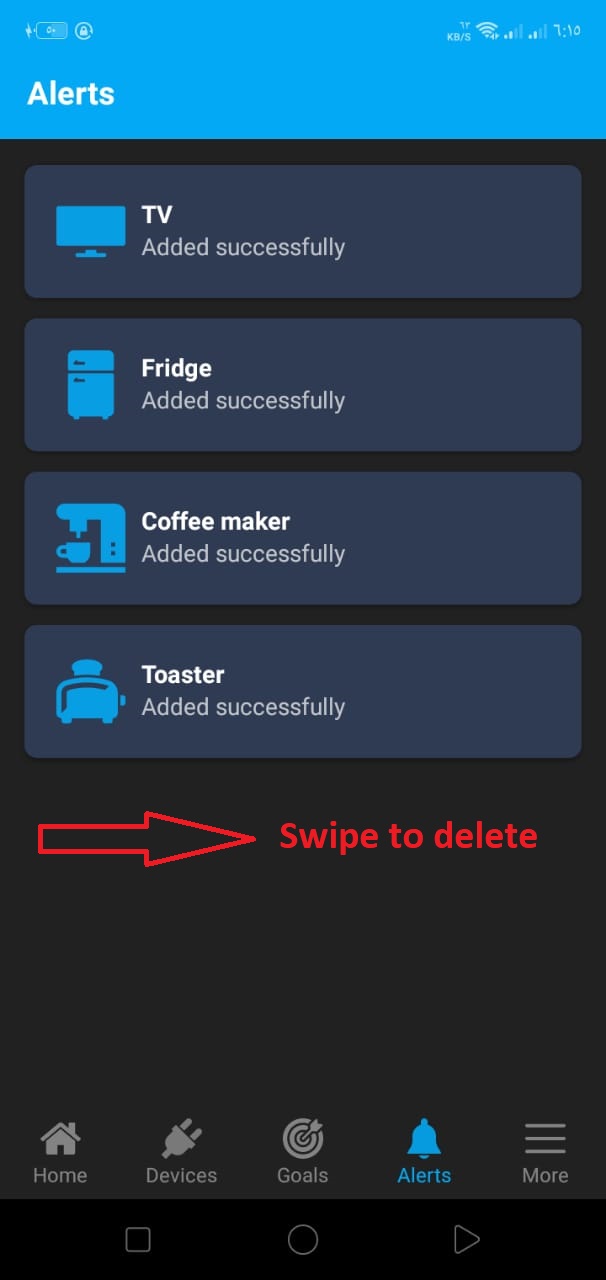 ٥٠
٦٢
KB/S
٦:١٥
Alerts
TV
Added successfully
Fridge
Added successfully
Coffee maker
Added successfully
Toaster
Added successfully
Swipe to delete
Home Devices Goals Alerts More